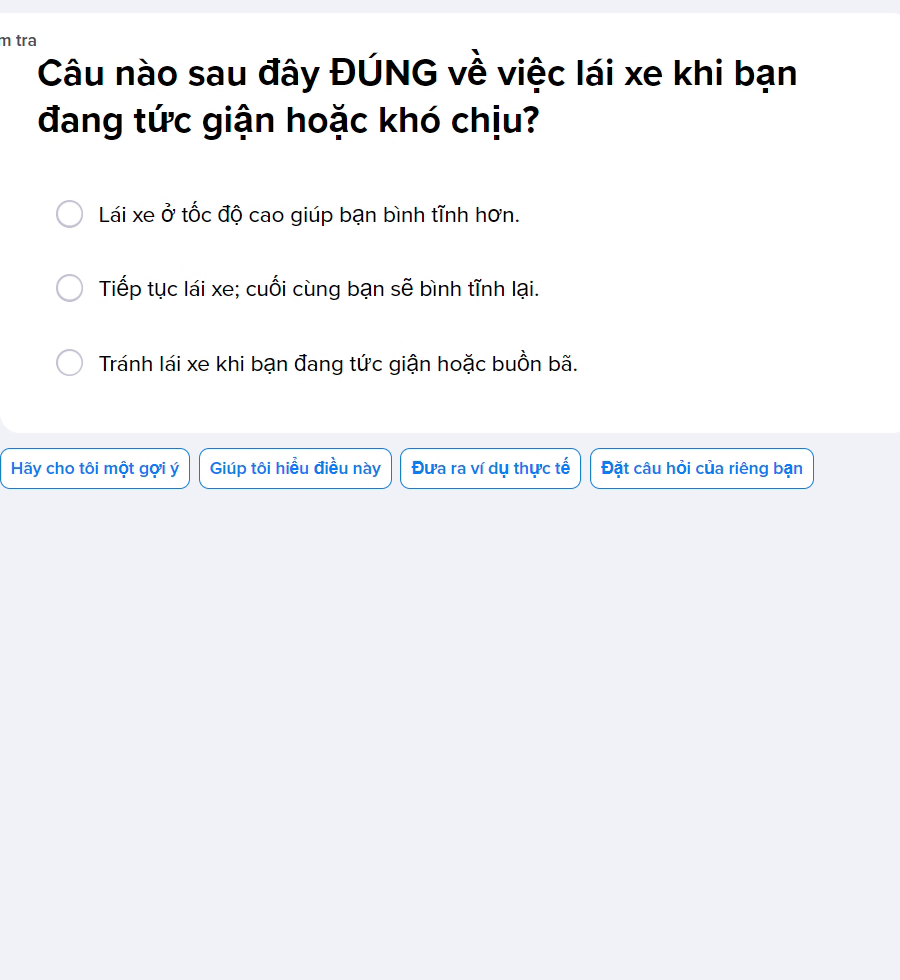 m tra
Câu nào sau đây ĐÚNG về việc lái xe khi bạn
đang tức giận hoặc khó chịu?
Lái xe ở tốc độ cao giúp bạn bình tĩnh hơn.
Tiếp tục lái xe; cuối cùng bạn sẽ bình tĩnh lại.
Tránh lái xe khi bạn đang tức giận hoặc buồn bã.
Hãy cho tôi một gợi ý Giúp tôi hiểu điều này Đưa ra ví dụ thực tế Đặt câu hỏi của riêng bạn